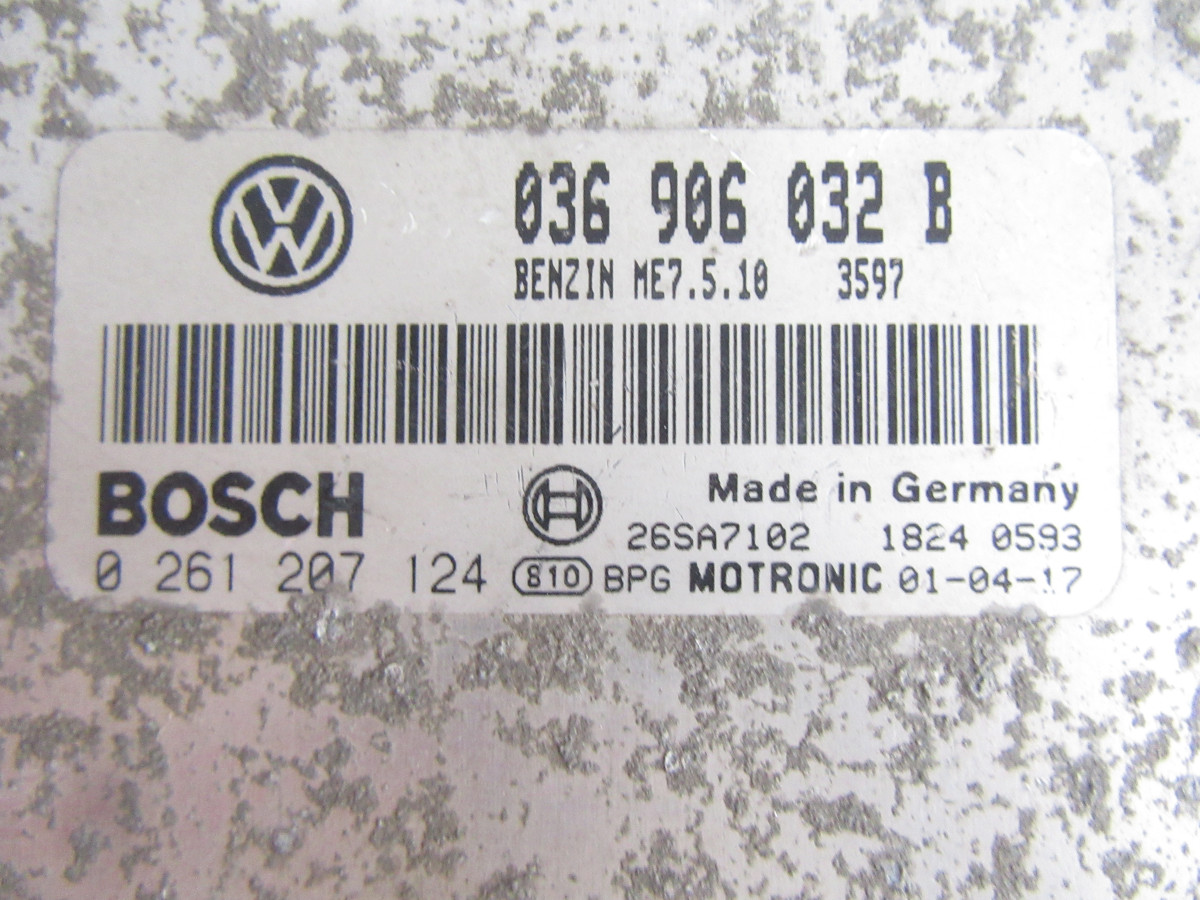 036 906 032 B
BENZIN ME7.5.10 3597
BOSCH
Made in Germany
26SA7102 1824 0593
0 261 207 124 810 BPG MOTRONIC 01-04-17